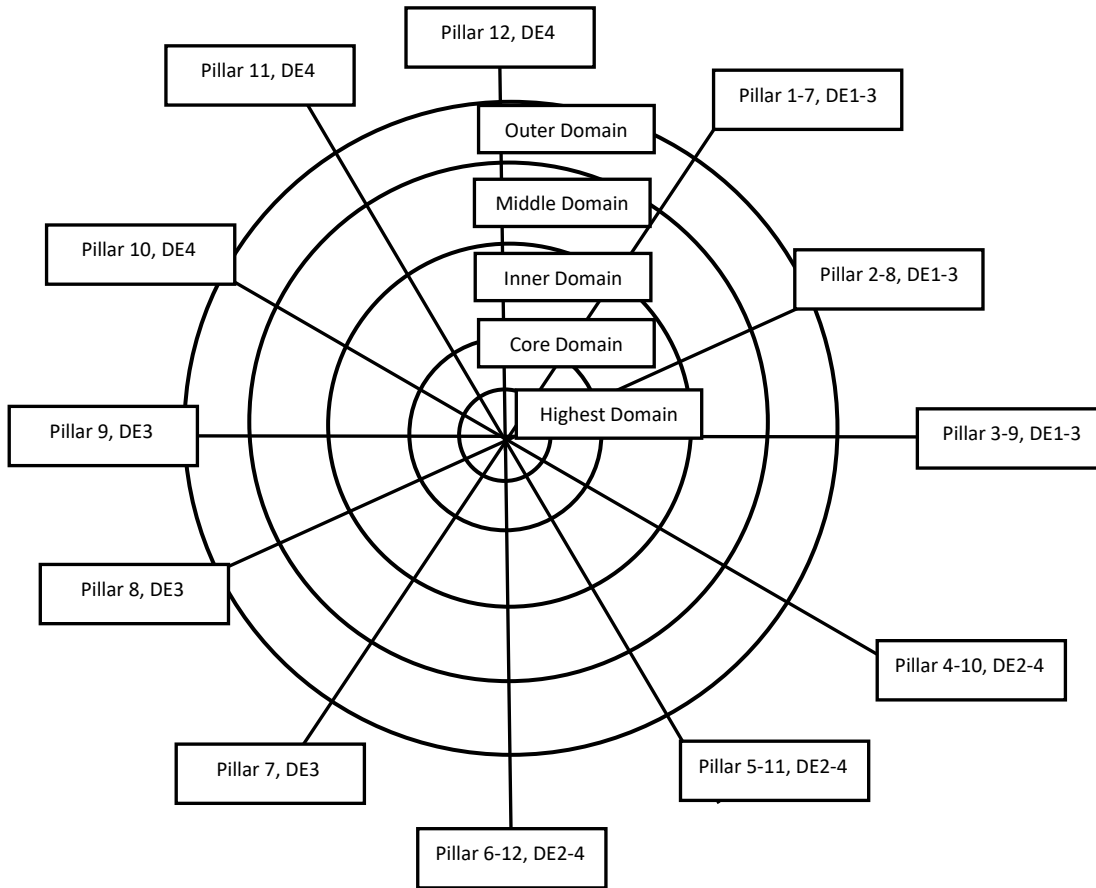 Pillar 12, DE4
Pillar 11, DE4
Pillar 1-7, DE1-3
Outer Domain
Middle Domain
Pillar 10, DE4
Inner Domain
Pillar 2-8, DE1-3
Core Domain
Highest Domain
Pillar 9, DE3
Pillar 3-9, DE1-3
Pillar 8, DE3
Pillar 4-10, DE2-4
Pillar 7, DE3
Pillar 5-11, DE2-4
Pillar 6-12, DE2-4